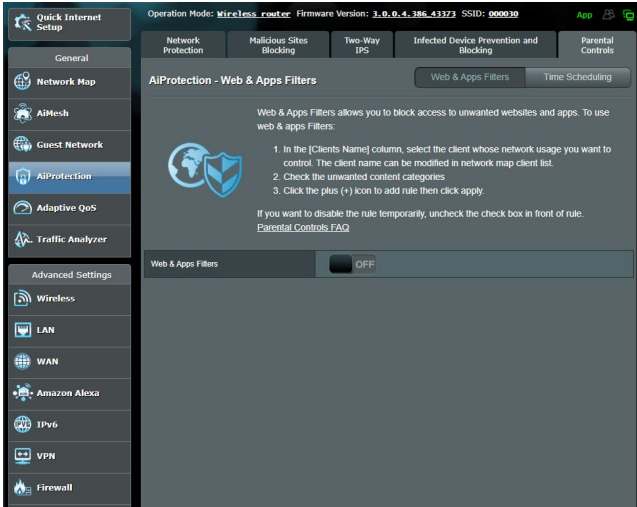 Quick Internet
Setup
General
Network Map
AiMesh
Guest Network
AiProtection
Adaptive QoS
Traffic Analyzer
Advanced Settings
Wireless
LAN
WAN
Amazon Alexa
IPv6
VPN
Firewall
Operation Mode: Wireless router Firmware Version: 3.0.0.4.386_43373 SSID: 000030
App
Network
Protection
Malicious Sites
Blocking
Two-Way
IPS
Infected Device Prevention and
Blocking
Parental
Controls
AiProtection - Web & Apps Filters
Web & Apps Filters
Time Scheduling
Web & Apps Filters allows you to block access to unwanted websites and apps. To use
web & apps Filters:
1. In the [Clients Name] column, select the client whose network usage you want to
control. The client name can be modified in network map client list.
2. Check the unwanted content categories
3. Click the plus (+) icon to add rule then click apply.
If you want to disable the rule temporarily, uncheck the check box in front of rule.
Parental Controls FAQ
Web & Apps Filters
OFF